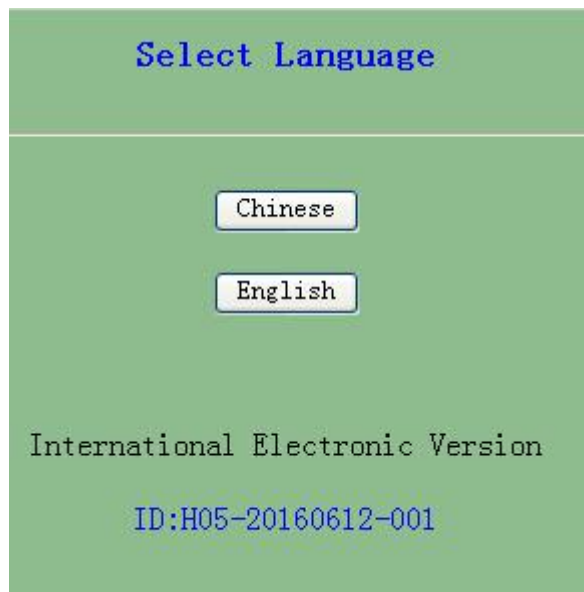 Select Language
Chinese
English
International Electronic Version
ID:H05-20160612-001